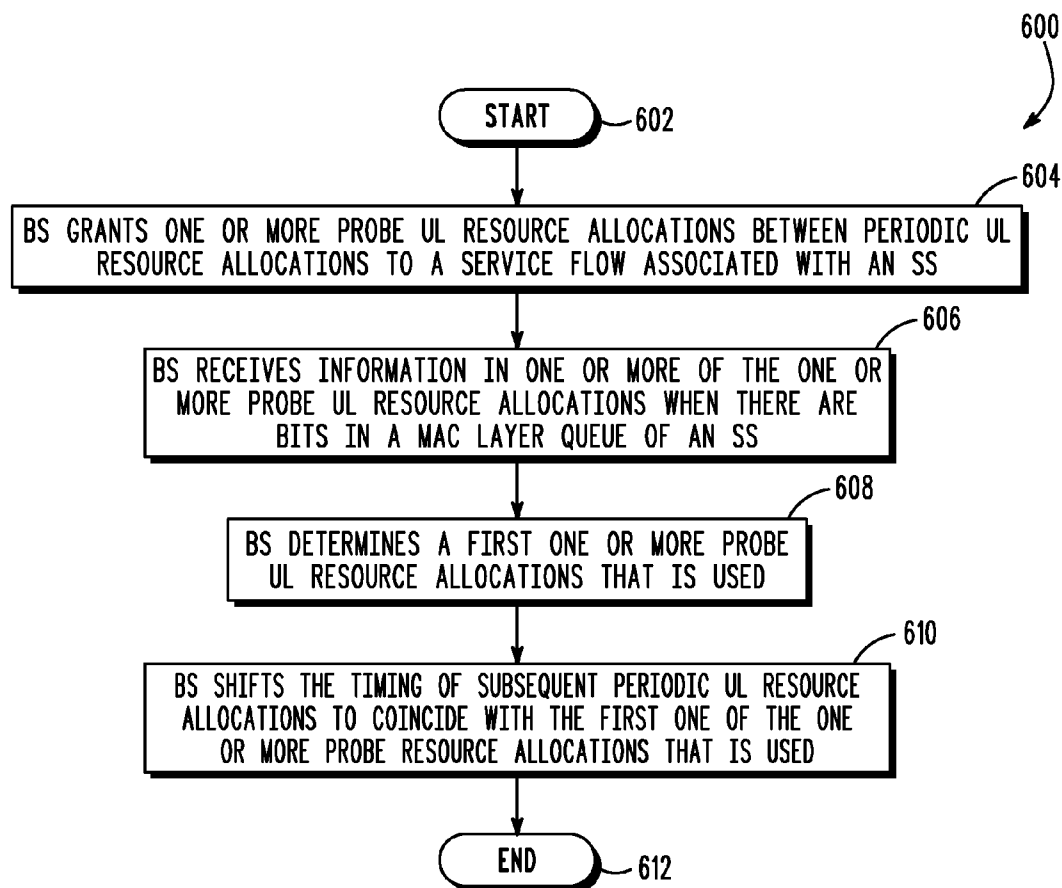 600
START
602
604
BS GRANTS ONE OR MORE PROBE UL RESOURCE ALLOCATIONS BETWEEN PERIODIC UL
RESOURCE ALLOCATIONS TO A SERVICE FLOW ASSOCIATED WITH AN SS
606
BS RECEIVES INFORMATION IN ONE OR MORE OF THE ONE OR
MORE PROBE UL RESOURCE ALLOCATIONS WHEN THERE ARE
BITS IN A MAC LAYER QUEUE OF AN SS
608
BS DETERMINES A FIRST ONE OR MORE PROBE
UL RESOURCE ALLOCATIONS THAT IS USED
610
BS SHIFTS THE TIMING OF SUBSEQUENT PERIODIC UL RESOURCE
ALLOCATIONS TO COINCIDE WITH THE FIRST ONE OF THE ONE
OR MORE PROBE RESOURCE ALLOCATIONS THAT IS USED
END
612